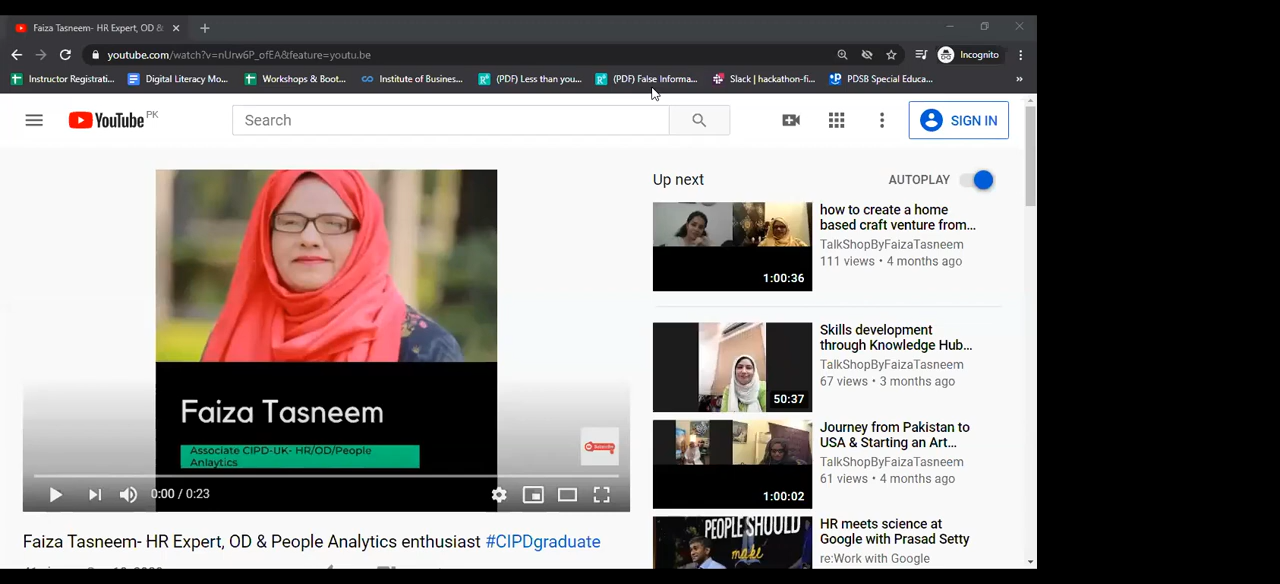 Faiza Tasneem- HR Expert, OD &
youtube.com/watch?v=nUrw6P_ofEA&feature=youtu.be
Incognito
Instructor Registrati... Digital Literacy Mo... Workshops & Boot... Institute of Busines... (PDF) Less than you... (PDF) False Informa... Slack | hackathon-fi... PDSB Special Educa... »
YouTube PK
Search
SIGN IN
Faiza Tasneem
Associate CIPD-UK- HR/OD/People
Anlaytics
Subscribe
0:00 / 0:23
Faiza Tasneem- HR Expert, OD & People Analytics enthusiast #CIPDgraduate
Up next
AUTOPLAY
1:00:36
how to create a home
based craft venture from...
TalkShopByFaizaTasneem
111 views • 4 months ago
50:37
Skills development
through Knowledge Hub...
TalkShopByFaizaTasneem
67 views • 3 months ago
1:00:02
Journey from Pakistan to
USA & Starting an Art...
TalkShopByFaizaTasneem
61 views • 4 months ago
PEOPLE SHOULD
make
HR meets science at
Google with Prasad Setty
re:Work with Google